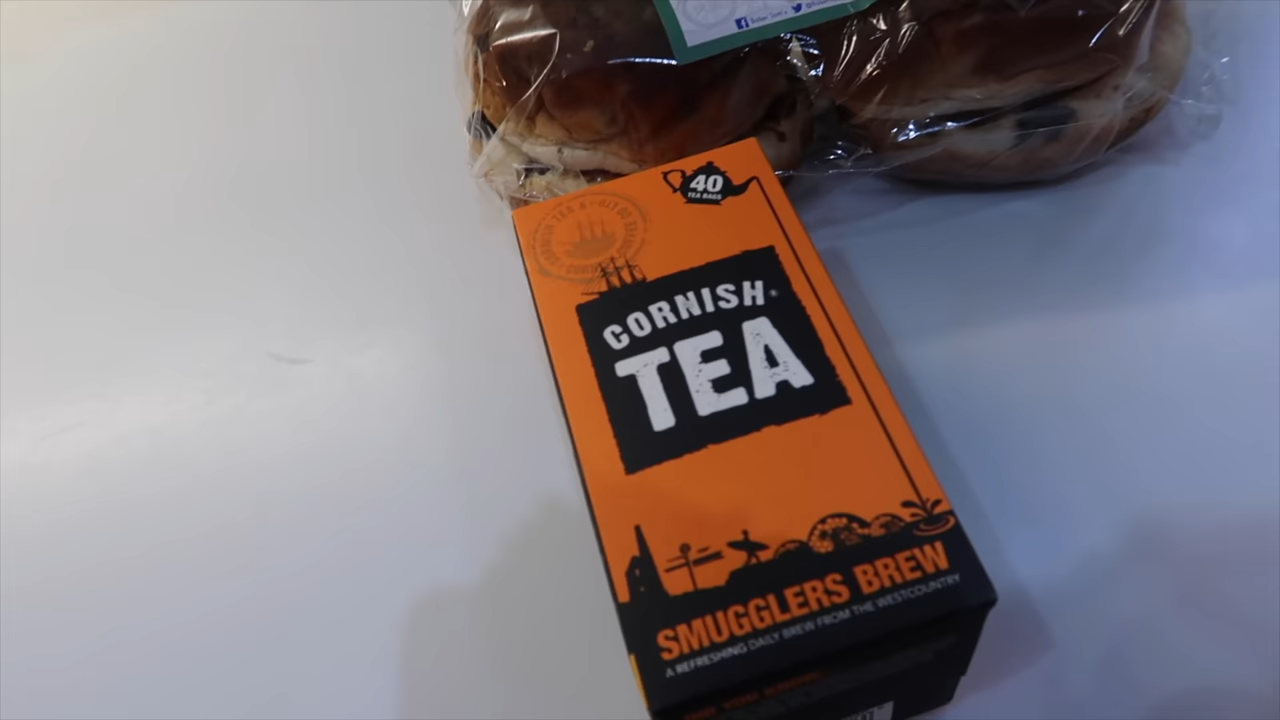 40
TEA BAGS
CORNISH
TEA
SMUGGLERS BREW
A REFRESHING DAILY BREW FROM THE WESTCOUNTRY